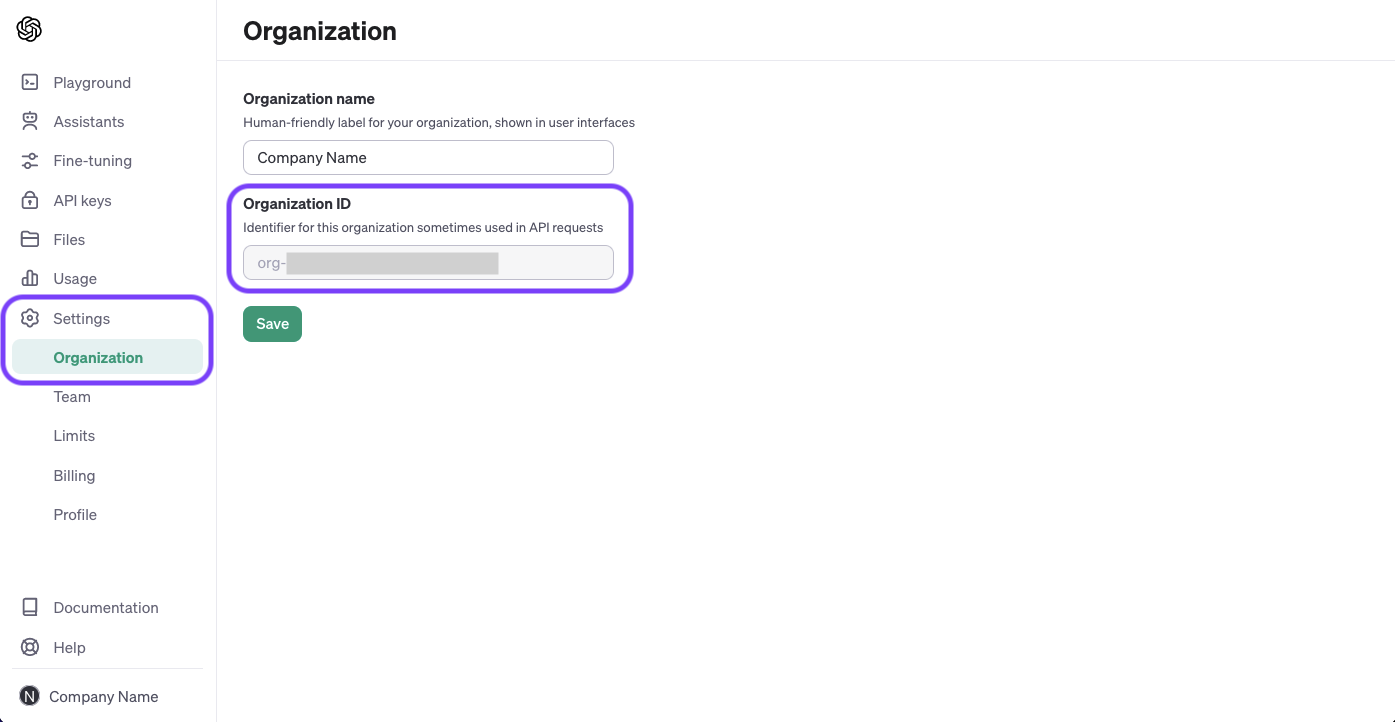 Playground
Assistants
Fine-tuning
API keys
Files
Usage
Settings
Organization
Team
Limits
Billing
Profile
Documentation
Help
N Company Name
Organization
Organization name
Human-friendly label for your organization, shown in user interfaces
Company Name
Organization ID
Identifier for this organization sometimes used in API requests
org-
Save